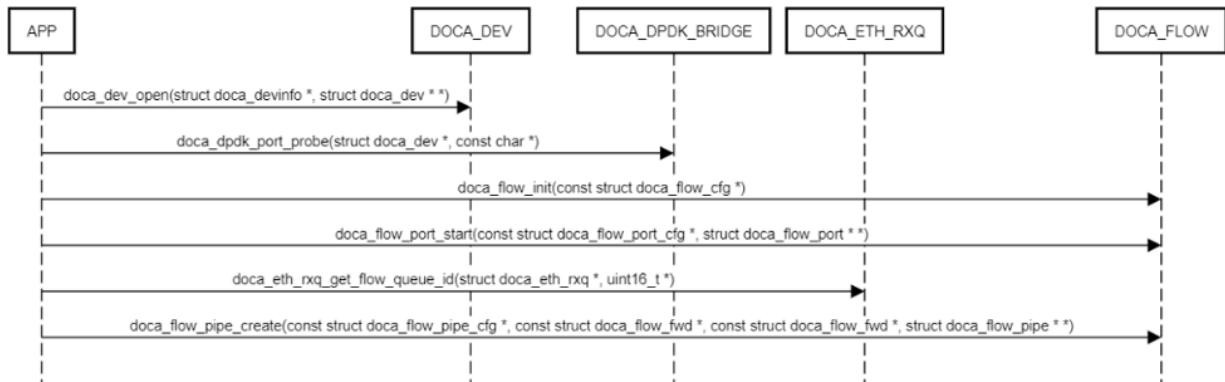 APP
DOCA_DEV
DOCA_DPDK_BRIDGE
DOCA_ETH_RXQ
DOCA_FLOW
doca_dev_open(struct doca_devinfo *, struct doca_dev * *)
doca_dpdk_port_probe(struct doca_dev *, const char *)
doca_flow_init(const struct doca_flow_cfg *)
doca_flow_port_start(const struct doca_flow_port_cfg *, struct doca_flow_port * *)
doca_eth_rxq_get_flow_queue_id(struct doca_eth_rxq *, uint16_t *)
doca_flow_pipe_create(const struct doca_flow_pipe_cfg *, const struct doca_flow_fwd *, const struct doca_flow_fwd *, struct doca_flow_pipe * *)